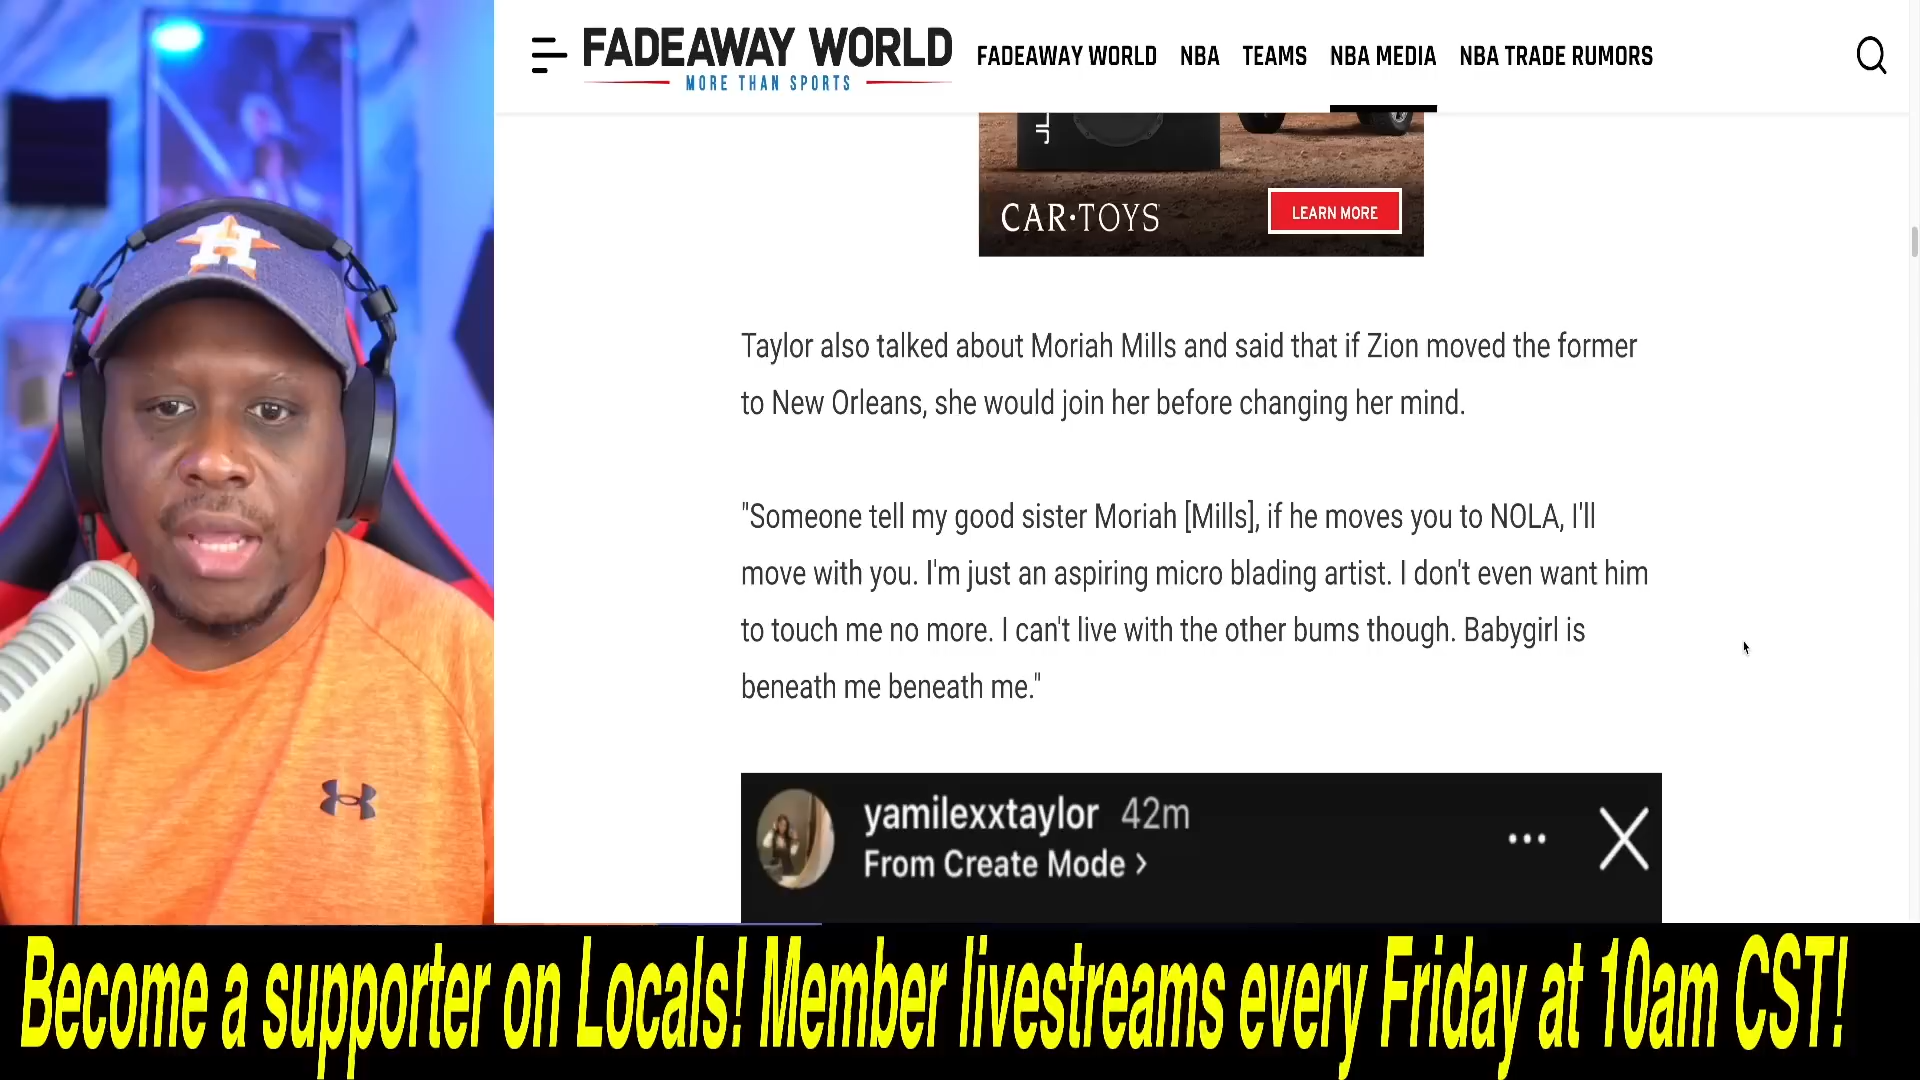 FADEAWAY WORLD
MORE THAN SPORTS
FADEAWAY WORLD NBA TEAMS NBA MEDIA NBA TRADE RUMORS
JL
CAR•TOYS
LEARN MORE
Taylor also talked about Moriah Mills and said that if Zion moved the former
to New Orleans, she would join her before changing her mind.
"Someone tell my good sister Moriah [Mills], if he moves you to NOLA, I'll
move with you. I'm just an aspiring micro blading artist. I don't even want him
to touch me no more. I can't live with the other bums though. Babygirl is
beneath me beneath me."
yamilexxtaylor 42m
From Create Mode >
H
Become a supporter on Locals! Member livestreams every Friday at 10am CST!